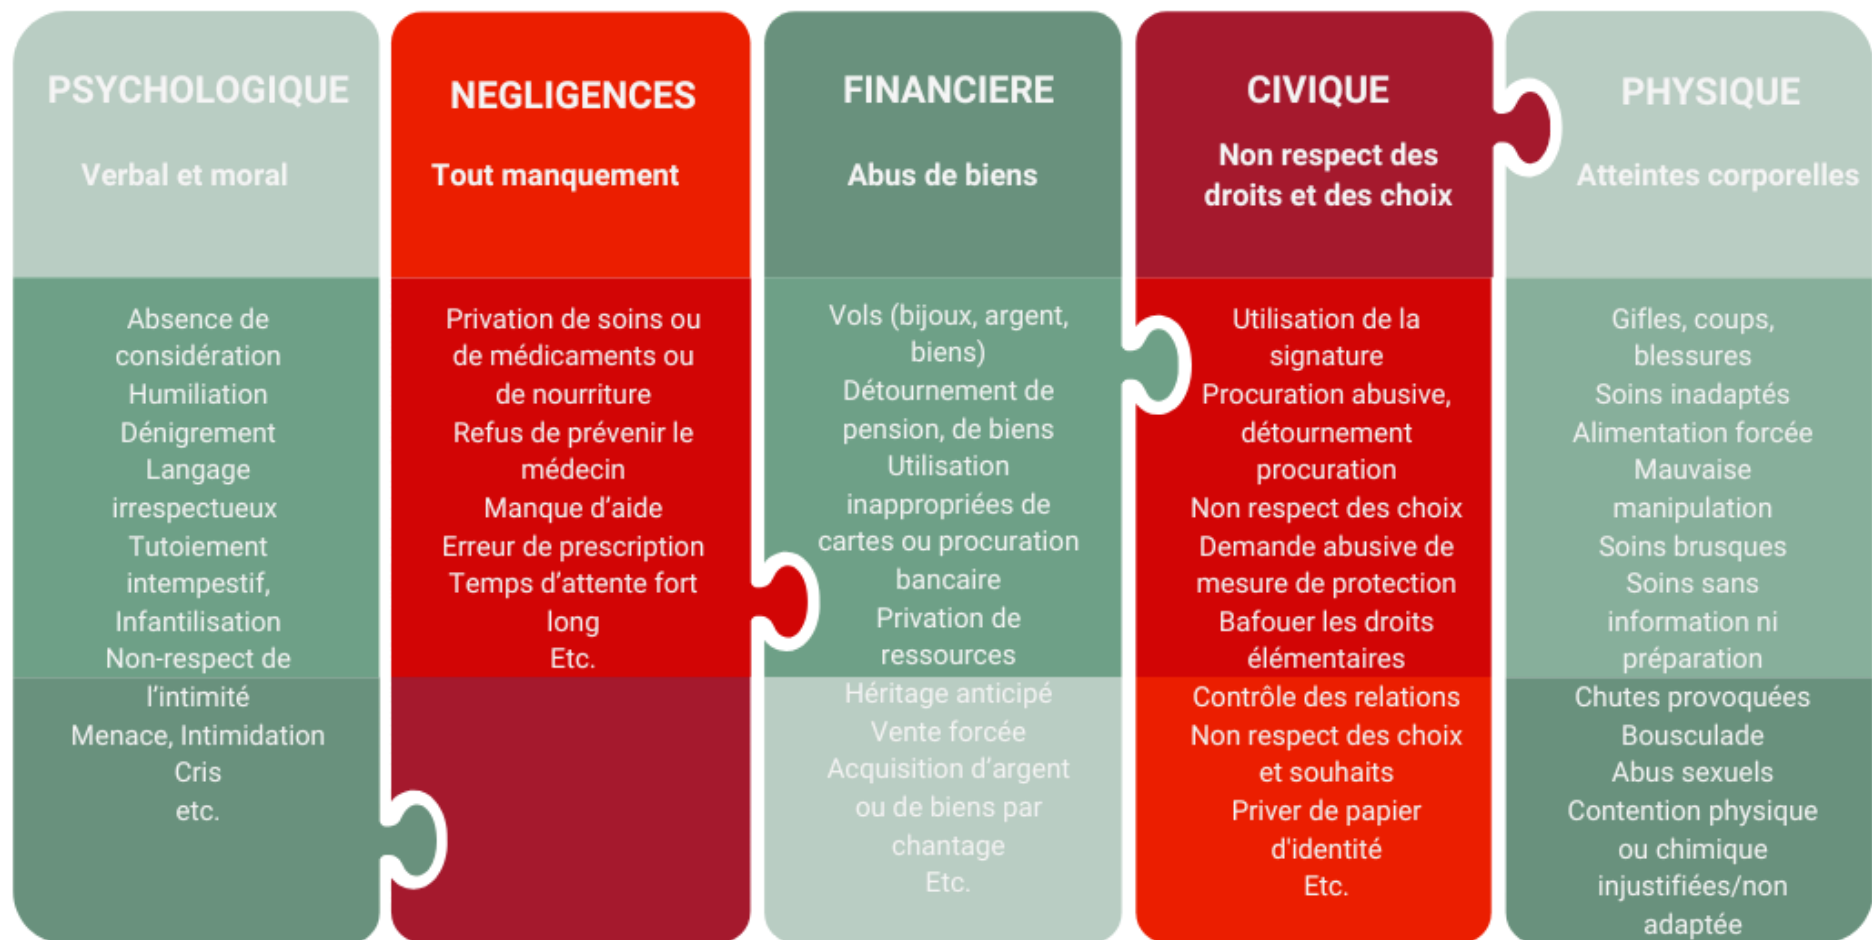 PSYCHOLOGIQUE
Verbal et moral
Absence de
considération
Humiliation
Dénigrement
Langage
irrespectueux
Tutoiement
intempestif,
Infantilisation
Non-respect de
l'intimité
Menace, Intimidation
Cris
etc.
NEGLIGENCES
Tout manquement
Privation de soins ou
de médicaments ou
de nourriture
Refus de prévenir le
médecin
Manque d'aide
Erreur de prescription
Temps d'attente fort
long
Etc.
FINANCIERE
Abus de biens
Vols (bijoux, argent,
biens)
Détournement de
pension, de biens
Utilisation
inappropriées de
cartes ou procuration
bancaire
Privation de
ressources
Héritage anticipé
Vente forcée
Acquisition d'argent
ou de biens par
chantage
Etc.
CIVIQUE
Non respect des
droits et des choix
Utilisation de la
signature
Procuration abusive,
détournement
procuration
Non respect des choix
Demande abusive de
mesure de protection
Bafouer les droits
élémentaires
Contrôle des relations
Non respect des choix
et souhaits
Priver de papier
d'identité
Etc.
PHYSIQUE
Atteintes corporelles
Gifles, coups,
blessures
Soins inadaptés
Alimentation forcée
Mauvaise
manipulation
Soins brusques
Soins sans
information ni
préparation
Chutes provoquées
Bousculade
Abus sexuels
Contention physique
ou chimique
injustifiées/non
adaptée